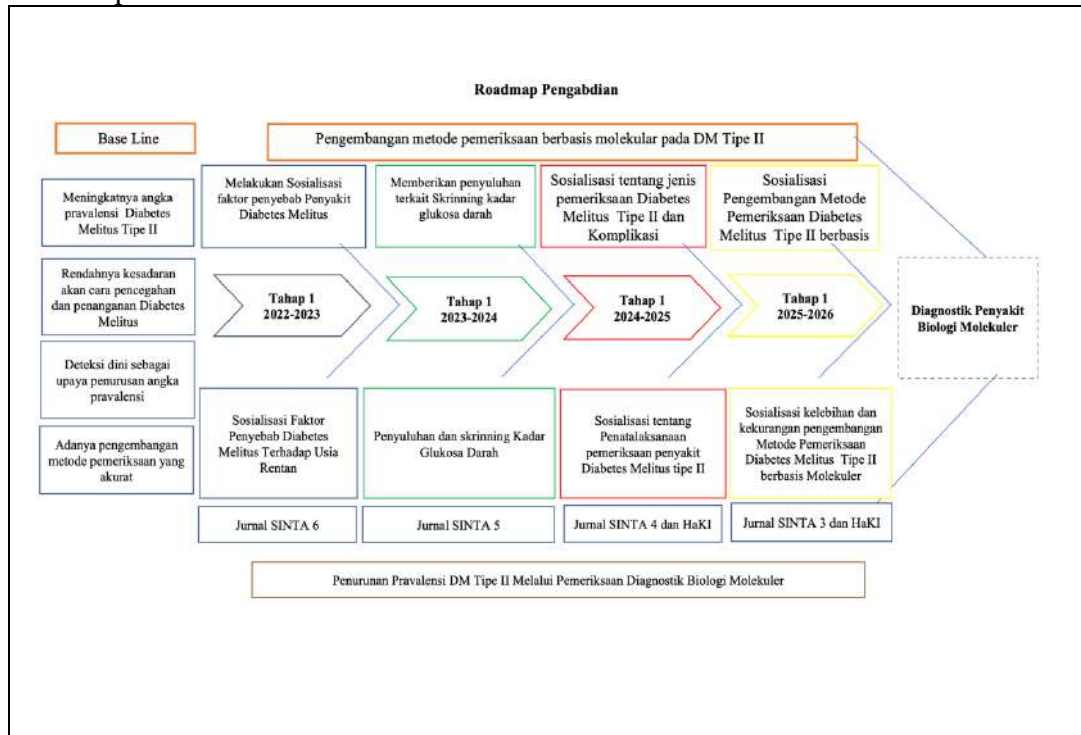 Roadmap Pengabdian
Base Line
Pengembangan metode pemeriksaan berbasis molekular pada DM Tipe II
Meningkatnya angka
pravalensi Diabetes
Melitus Tipe II
Melakukan Sosialisasi
faktor penyebab Penyakit
Diabetes Melitus
Memberikan penyuluhan
terkait Skrinning kadar
glukosa darah
Sosialisasi tentang jenis
pemeriksaan Diabetes
Melitus Tipe II dan
Komplikasi
Sosialisasi
Pengembangan Metode
Pemeriksaan Diabetes
Melitus Tipe II berbasis
Rendahnya kesadaran
akan cara pencegahan
dan penanganan Diabetes
Melitus
Tahap 1
2022-2023
Tahap 1
2023-2024
Tahap 1
2024-2025
Tahap 1
2025-2026
Diagnostik Penyakit
Biologi Molekuler
Deteksi dini sebagai
upaya penurusan angka
pravalensi
Adanya pengembangan
metode pemeriksaan yang
akurat
Sosialisasi Faktor
Penyebab Diabetes
Melitus Terhadap Usia
Rentan
Penyuluhan dan skrinning Kadar
Glukosa Darah
Sosialisasi tentang
Penatalaksanaan
pemeriksaan penyakit
Diabetes Melitus tipe II
Sosialisasi kelebihan dan
kekurangan pengembangan
Metode Pemeriksaan
Diabetes Melitus Tipe II
berbasis Molekuler
Jurnal SINTA 6
Jurnal SINTA 5
Jurnal SINTA 4 dan HaKI
Jurnal SINTA 3 dan HaKI
Penurunan Pravalensi DM Tipe II Melalui Pemeriksaan Diagnostik Biologi Molekuler